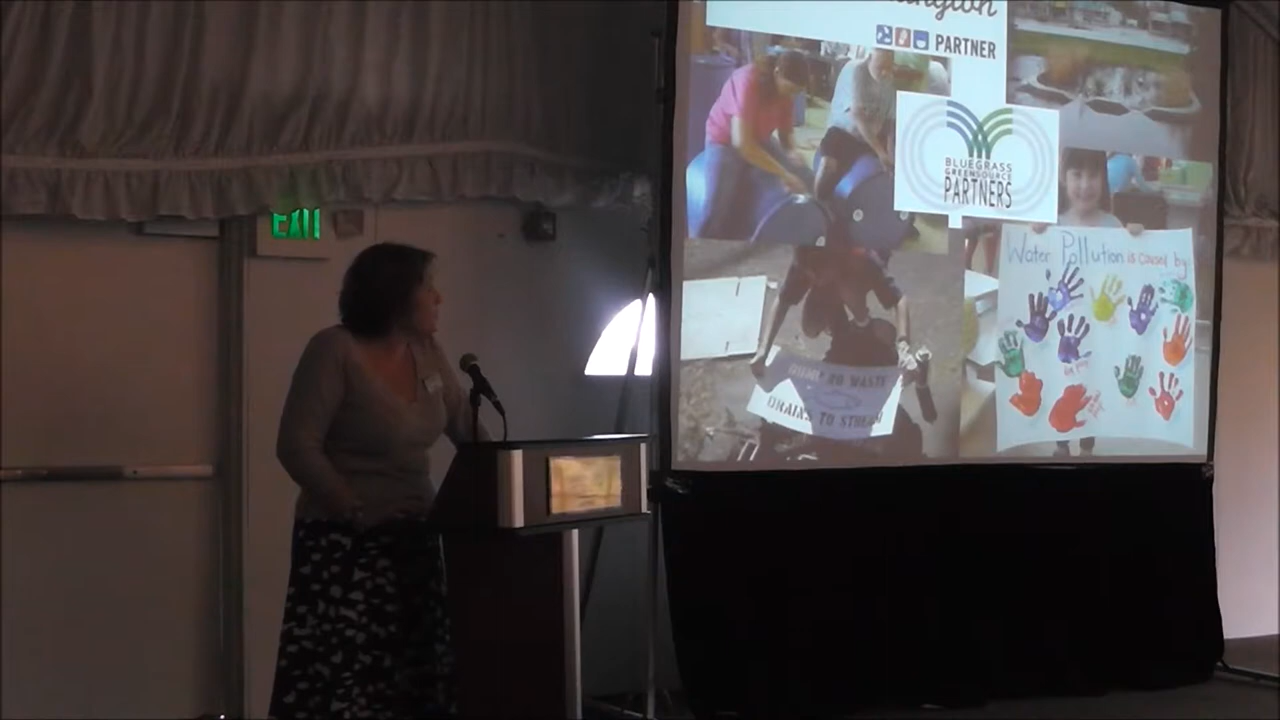 PARTNER
BLUEGRASS
GREENSOURCE
PARTNERS
Water Pollution is caused by
DUMP NO WASTE
DRAINS TO STREAM
EXIT